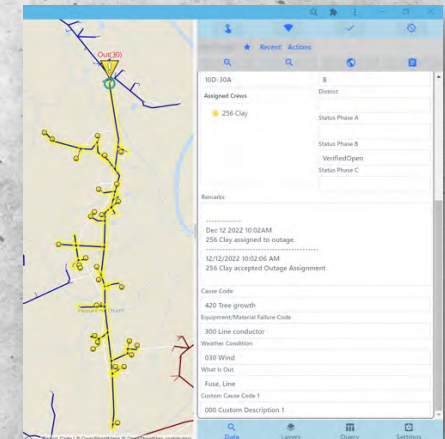 Out(30)
Recent Actions
10D-30A
B
Assigned Crews
District
256 Clay
Status Phase A
Status Phase B
VerifiedOpen
Status Phase C
Remarks
-------------
Dec 12 2022 10:02AM
256 Clay assigned to outage.
12/12/2022 10:02:06 AM
256 Clay accepted Outage Assignment
Cause Code
420 Tree growth
Equipment/Material Failure Code
300 Line conductor
Weather Condition
030 Wind
What Is Out
Fuse, Line
Custom Cause Code 1
000 Custom Description 1
Data
Layers
Query
Settings